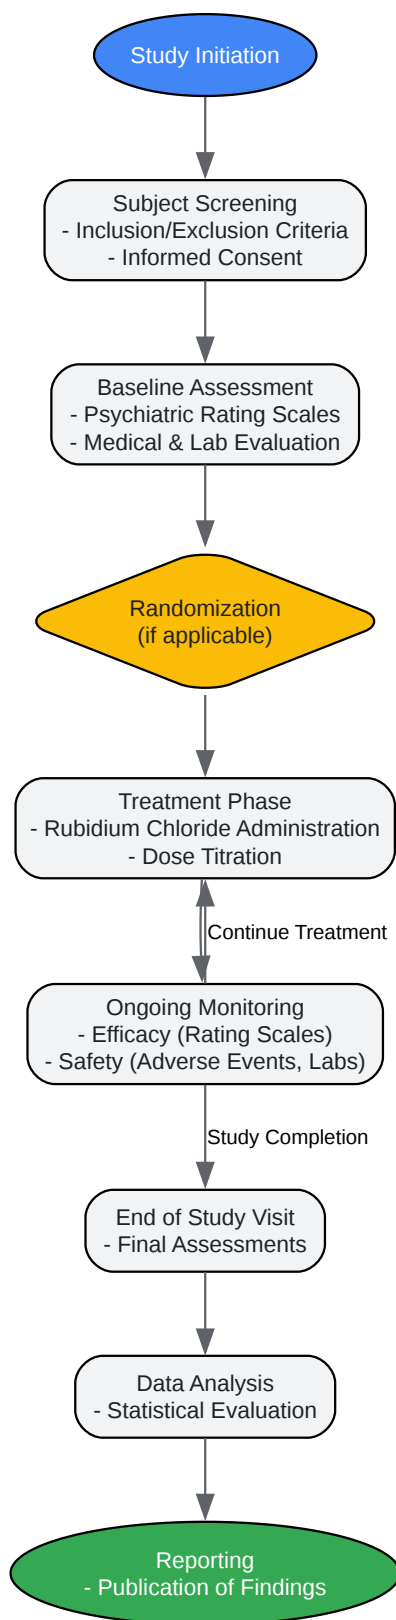 Study Initiation
Subject Screening
- Inclusion/Exclusion Criteria
- Informed Consent
Baseline Assessment
- Psychiatric Rating Scales
- Medical & Lab Evaluation
Randomization
(if applicable)
Treatment Phase
- Rubidium Chloride Administration
- Dose Titration
Continue Treatment
Ongoing Monitoring
- Efficacy (Rating Scales)
- Safety (Adverse Events, Labs)
Study Completion
End of Study Visit
- Final Assessments
Data Analysis
- Statistical Evaluation
Reporting
- Publication of Findings